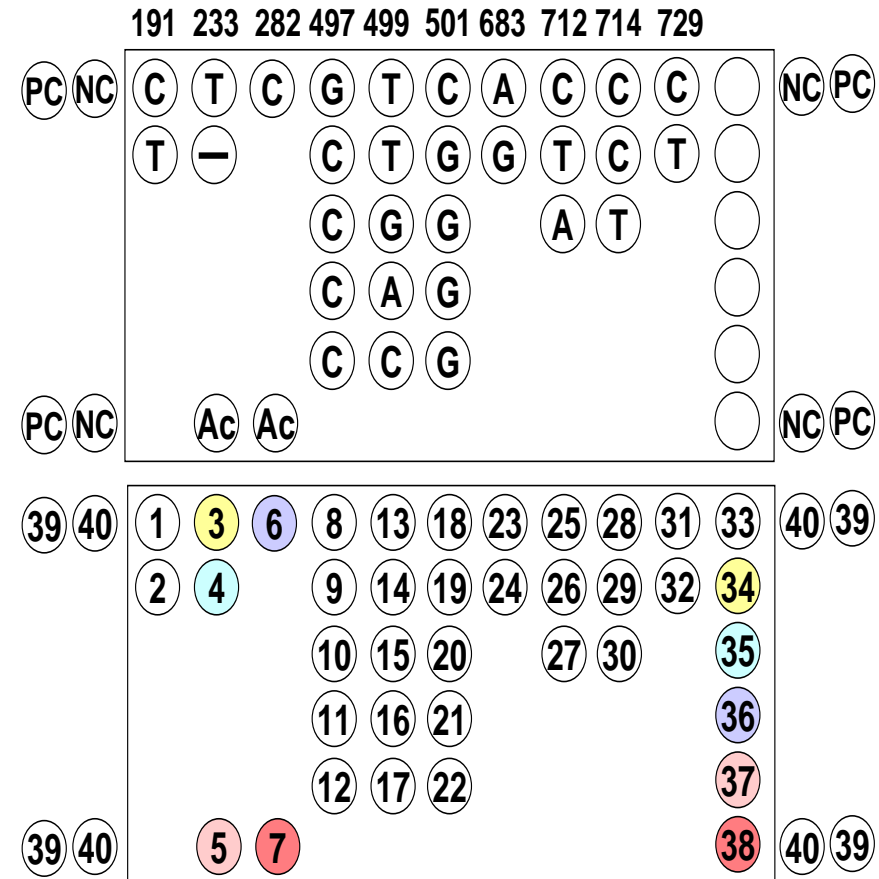 191 233 282 497 499 501 683 712 714 729
PC NC C T C G T C A C C C NC PC
T — C T G G T C T
C G G A T
C A G
C C G
PC NC Ac Ac NC PC
39 40 1 3 6 8 13 18 23 25 28 31 33 40 39
2 4 9 14 19 24 26 29 32 34
10 15 20 27 30 35
11 16 21 36
12 17 22 37
39 40 5 7 38 40 39